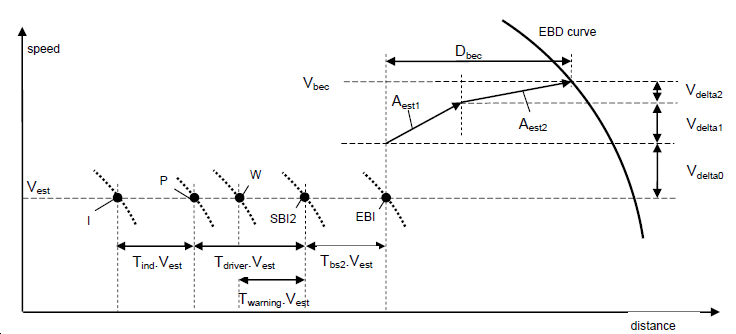 EBD curve
speed
Dbec
Vbec
Vdelta2
Aest1
Aest2
Vdelta1
Vdelta0
P
W
Vest
I
SBI2
EBI
Tind.Vest
Tdriver.Vest
Tbs2.Vest
Twarning.Vest
distance